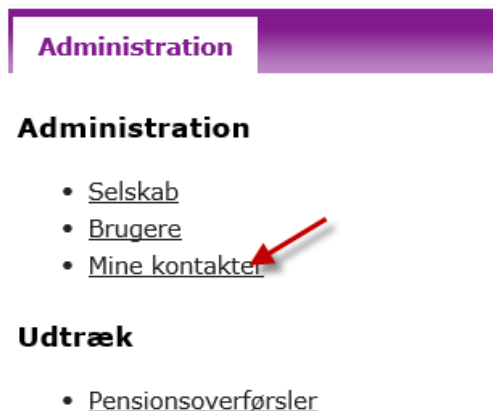 Administration
Administration
Selskab
Brugere
Mine kontakter
Udtræk
Pensionsoverførsler